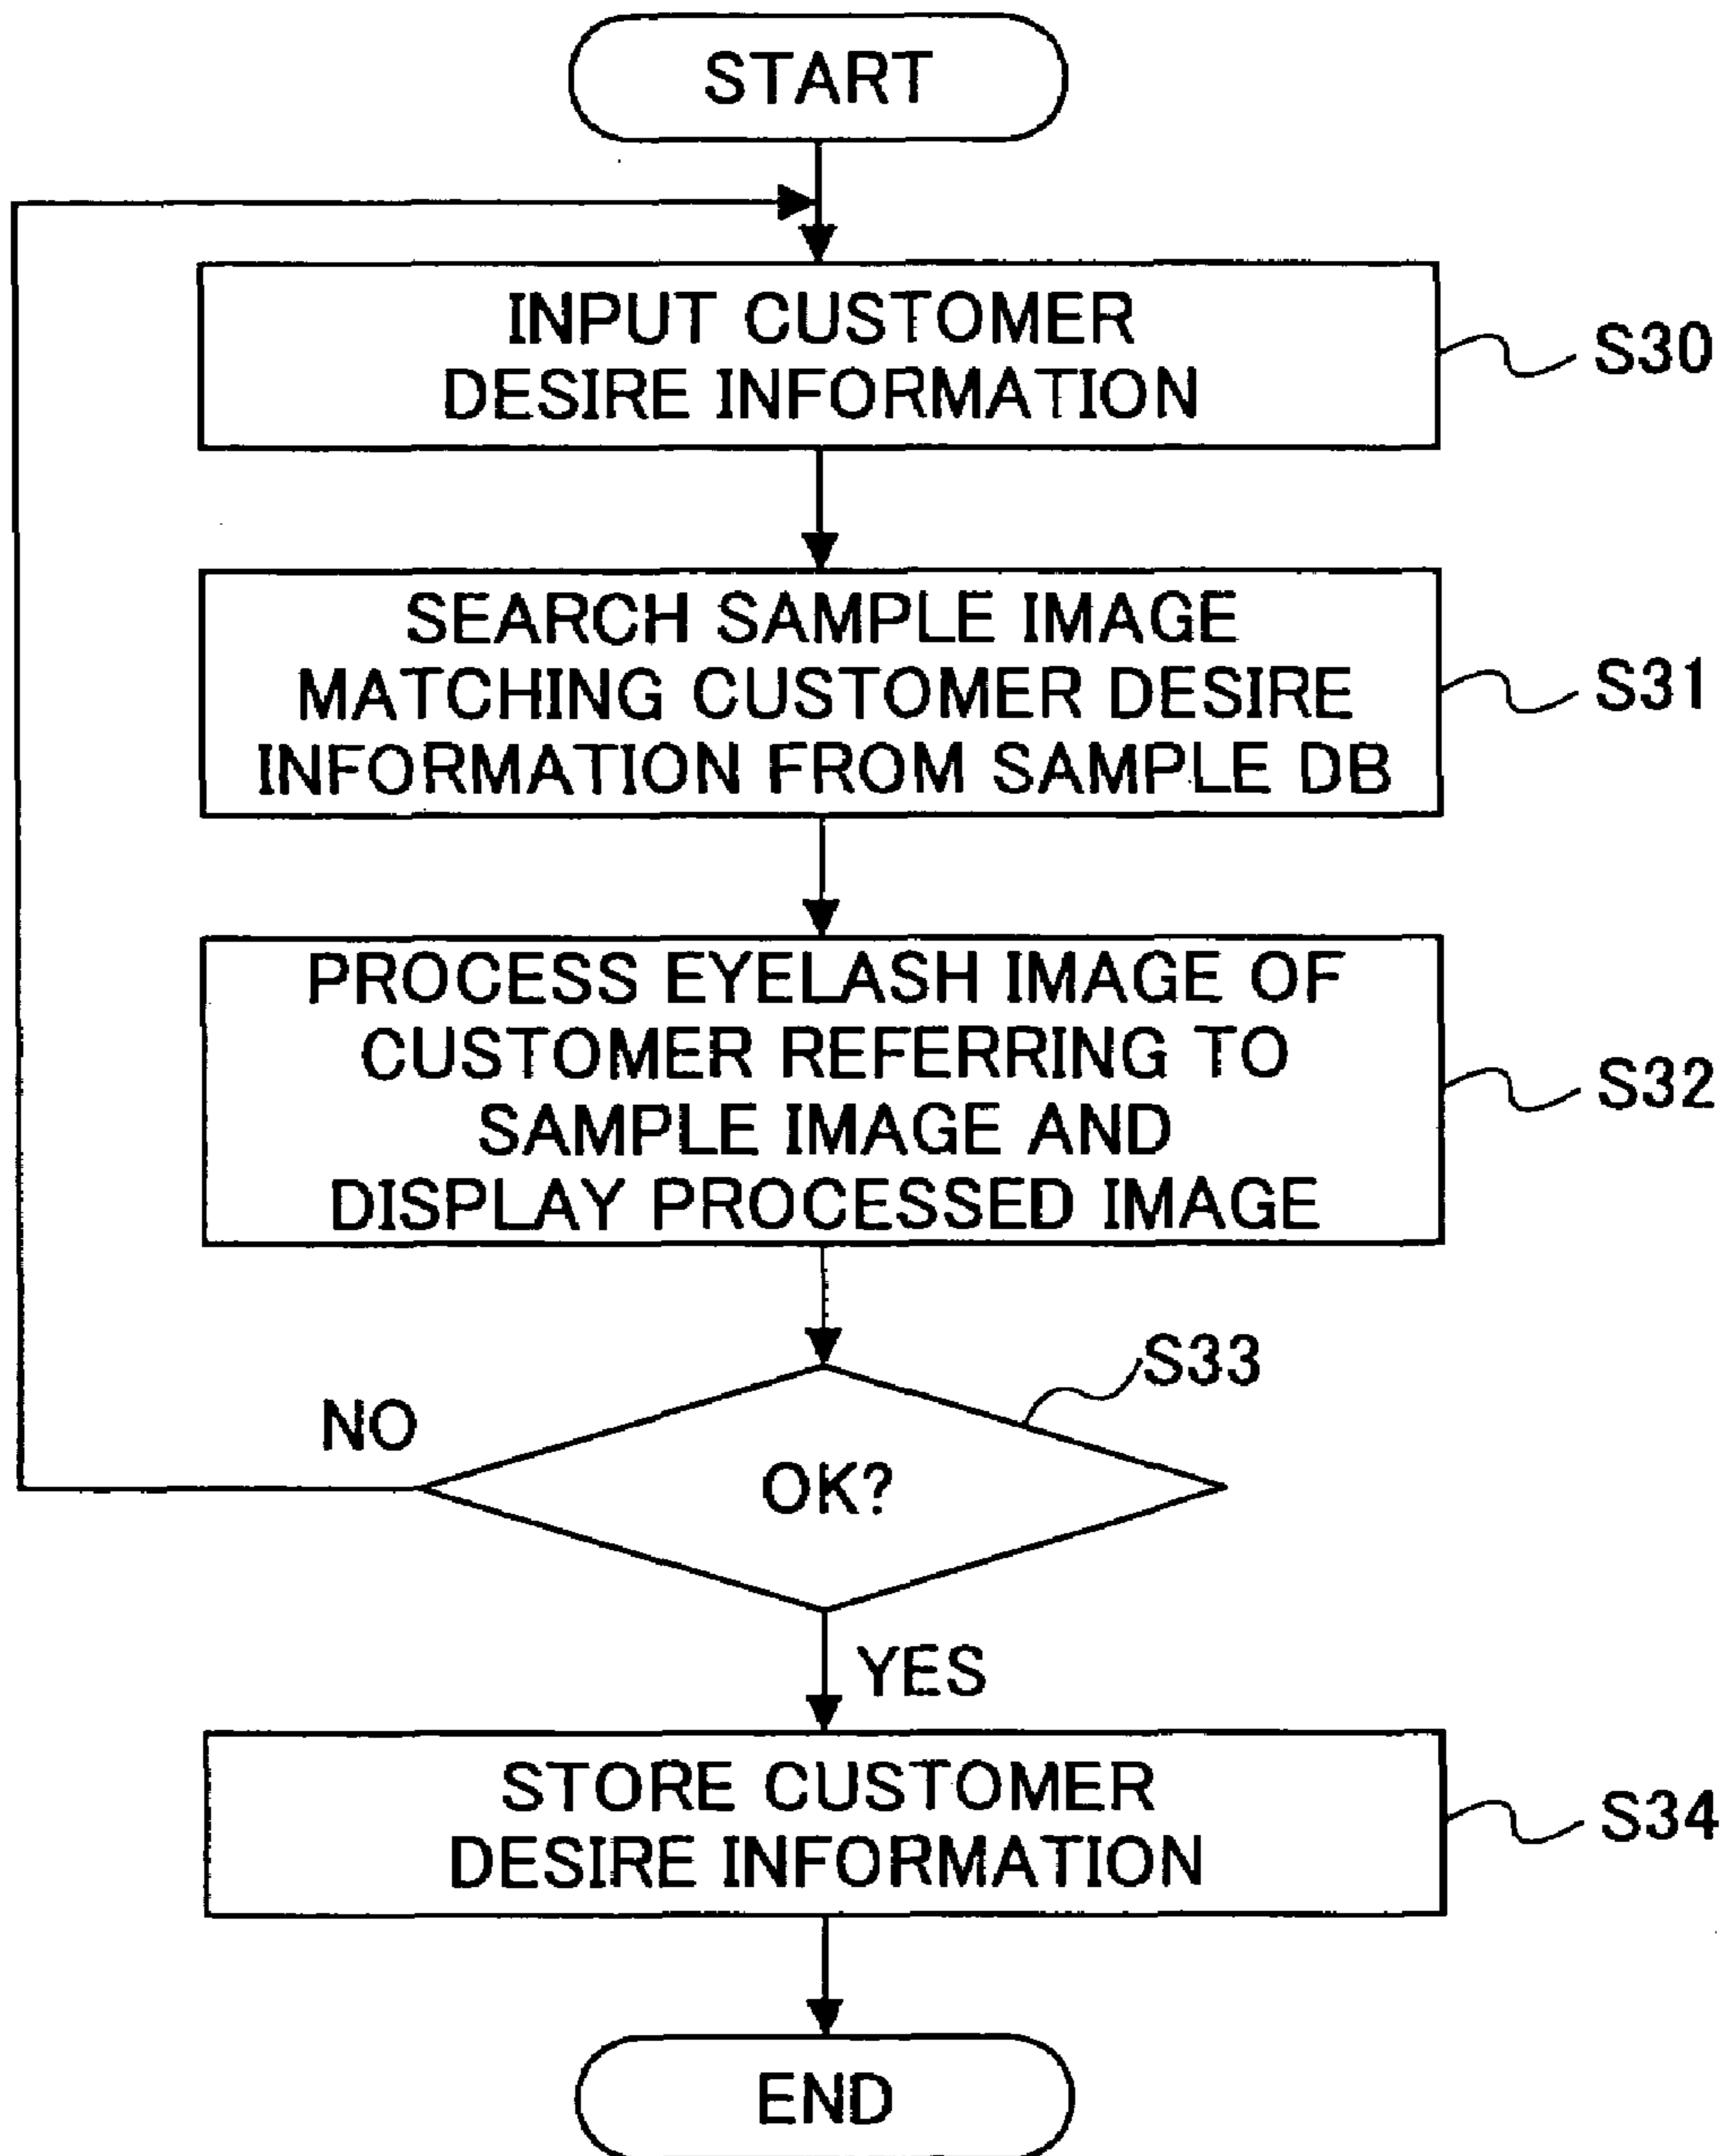 START
INPUT CUSTOMER
DESIRE INFORMATION
S30
SEARCH SAMPLE IMAGE
MATCHING CUSTOMER DESIRE
INFORMATION FROM SAMPLE DB
S31
PROCESS EYELASH IMAGE OF
CUSTOMER REFERRING TO
SAMPLE IMAGE AND
DISPLAY PROCESSED IMAGE
S32
S33
NO
OK?
YES
STORE CUSTOMER
DESIRE INFORMATION
S34
END